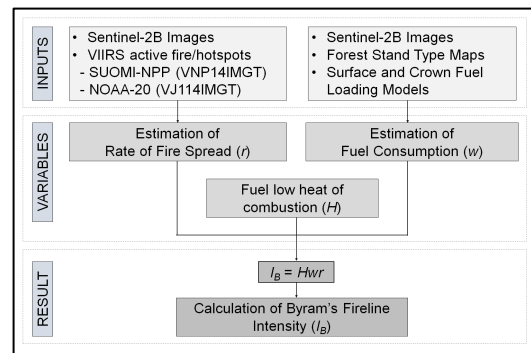 INPUTS
• Sentinel-2B Images
• VIIRS active fire/hotspots
- SUOMI-NPP (VNP14IMGT)
- NOAA-20 (VJ114IMGT)
• Sentinel-2B Images
• Forest Stand Type Maps
• Surface and Crown Fuel
Loading Models
VARIABLES
Estimation of
Rate of Fire Spread (r)
Estimation of
Fuel Consumption (w)
Fuel low heat of
combustion (H)
RESULT
I_B = Hwr
Calculation of Byram's Fireline
Intensity (I_B)